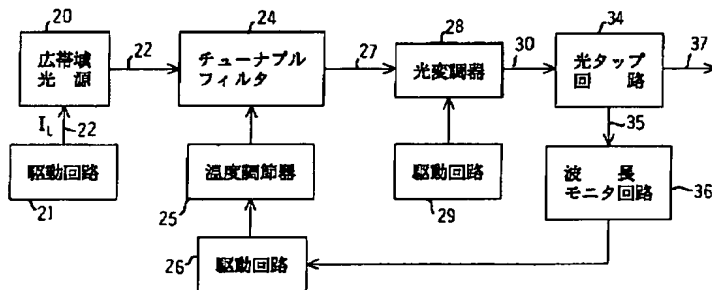 20
広帯域
光 源
22
24
チューナブル
フィルタ
27
28
光変調器
30
34
光タップ
回 路
37
I_L
22
35
駆動回路
21
温度調節器
25
駆動回路
29
波 長
モニタ回路
36
26
駆動回路